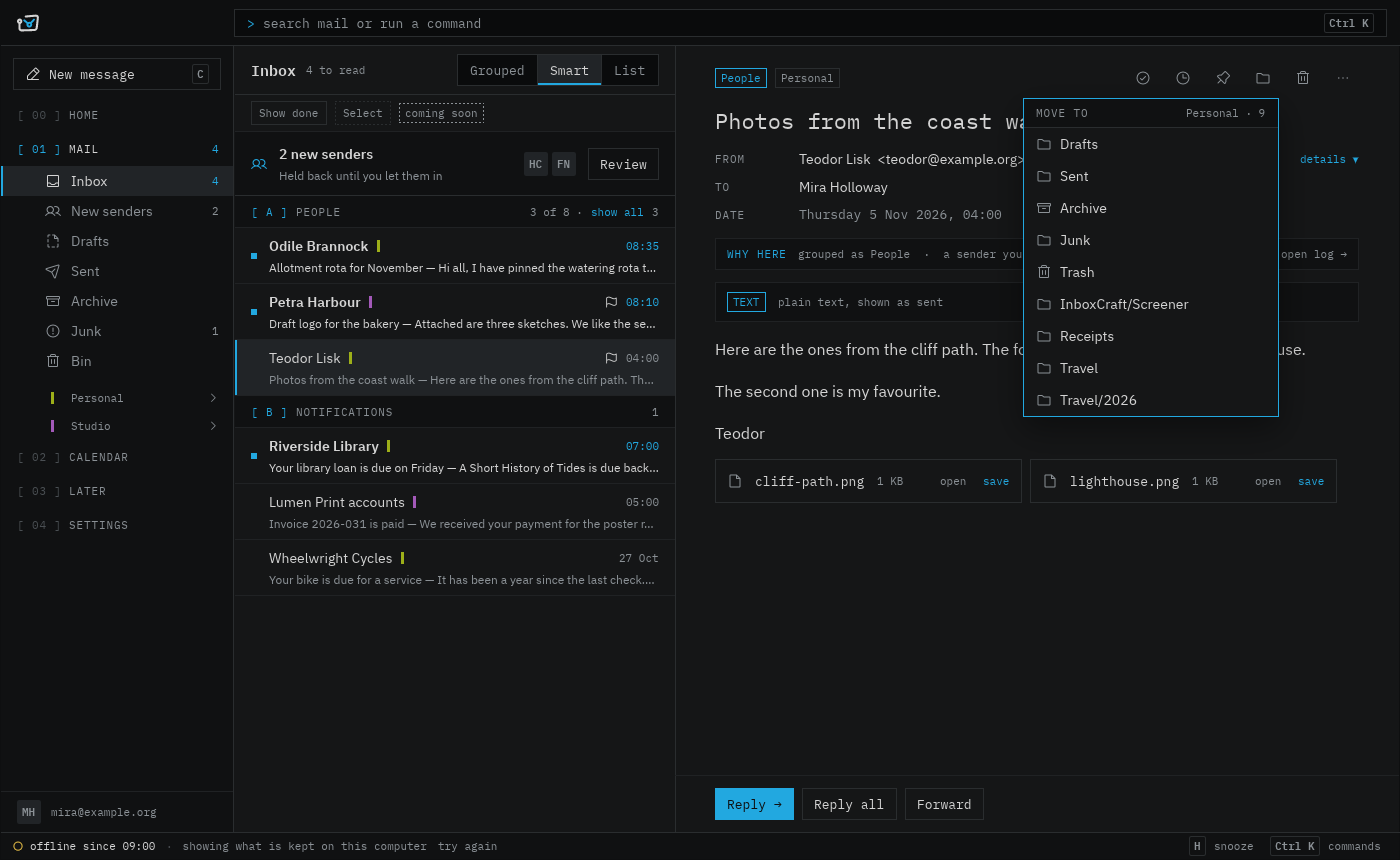 > search mail or run a command Ctrl K
New message C
[ 00 ] HOME
[ 01 ] MAIL 4
Inbox 4
New senders 2
Drafts
Sent
Archive
Junk 1
Bin
Personal
Studio
[ 02 ] CALENDAR
[ 03 ] LATER
[ 04 ] SETTINGS
MH mira@example.org
Inbox 4 to read Grouped Smart List
Show done Select coming soon
2 new senders
Held back until you let them in
HC FN Review
[ A ] PEOPLE 3 of 8 · show all 3
Odile Brannock 08:35
Allotment rota for November — Hi all, I have pinned the watering rota t...
Petra Harbour 08:10
Draft logo for the bakery — Attached are three sketches. We like the se...
Teodor Lisk 04:00
Photos from the coast walk — Here are the ones from the cliff path. Th...
[ B ] NOTIFICATIONS 1
Riverside Library 07:00
Your library loan is due on Friday — A Short History of Tides is due back...
Lumen Print accounts 05:00
Invoice 2026-031 is paid — We received your payment for the poster r...
Wheelwright Cycles 27 Oct
Your bike is due for a service — It has been a year since the last check....
People Personal ...
Photos from the coast
FROM Teodor Lisk <teodor@example.org> details ▾
TO Mira Holloway
DATE Thursday 5 Nov 2026, 04:00
WHY HERE grouped as People · a sender you open log →
TEXT plain text, shown as sent
Here are the ones from the cliff path. The
The second one is my favourite.
Teodor
cliff-path.png 1 KB open save
lighthouse.png 1 KB open save
MOVE TO Personal · 9
Drafts
Sent
Archive
Junk
Trash
InboxCraft/Screener
Receipts
Travel
Travel/2026
Reply → Reply all Forward
offline since 09:00 · showing what is kept on this computer try again H snooze Ctrl K commands